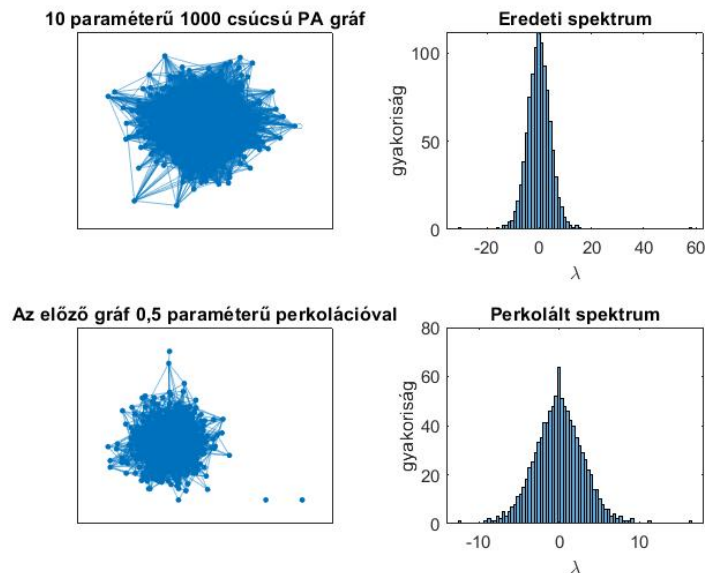 10 paraméterű 1000 csúcsú PA gráf
Eredeti spektrum
gyakoriság
100
50
0
-20 0 20 40 60
λ
Az előző gráf 0,5 paraméterű perkolációval
Perkolált spektrum
gyakoriság
80
60
40
20
0
-10 0 10
λ